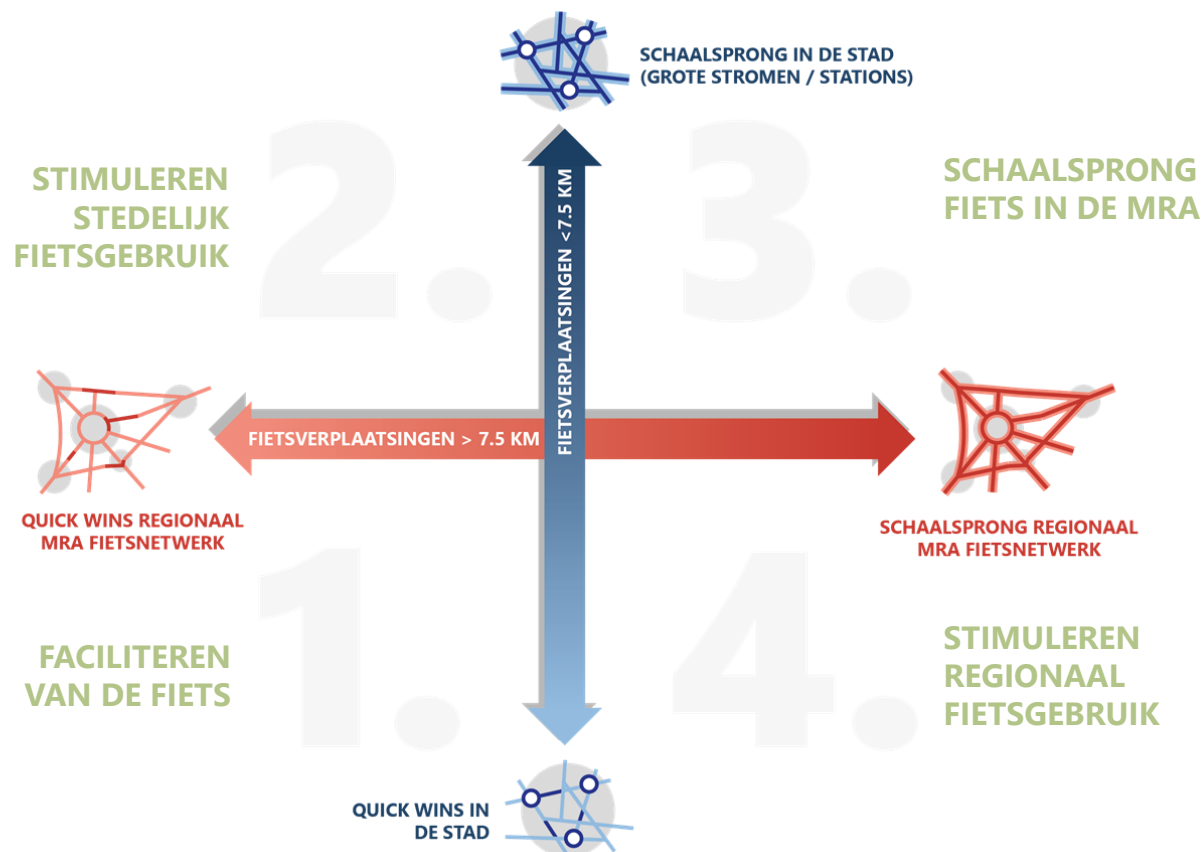 SCHAALSPRONG IN DE STAD
(GROTE STROMEN / STATIONS)
2.
3.
STIMULEREN
STEDELIJK
FIETSGEBRUIK
SCHAALSPRONG
FIETS IN DE MRA
FIETSVERPLAATSINGEN <7.5 KM
FIETSVERPLAATSINGEN > 7.5 KM
QUICK WINS REGIONAAL
MRA FIETSNETWERK
SCHAALSPRONG REGIONAAL
MRA FIETSNETWERK
1.
4.
FACILITEREN
VAN DE FIETS
STIMULEREN
REGIONAAL
FIETSGEBRUIK
QUICK WINS IN
DE STAD